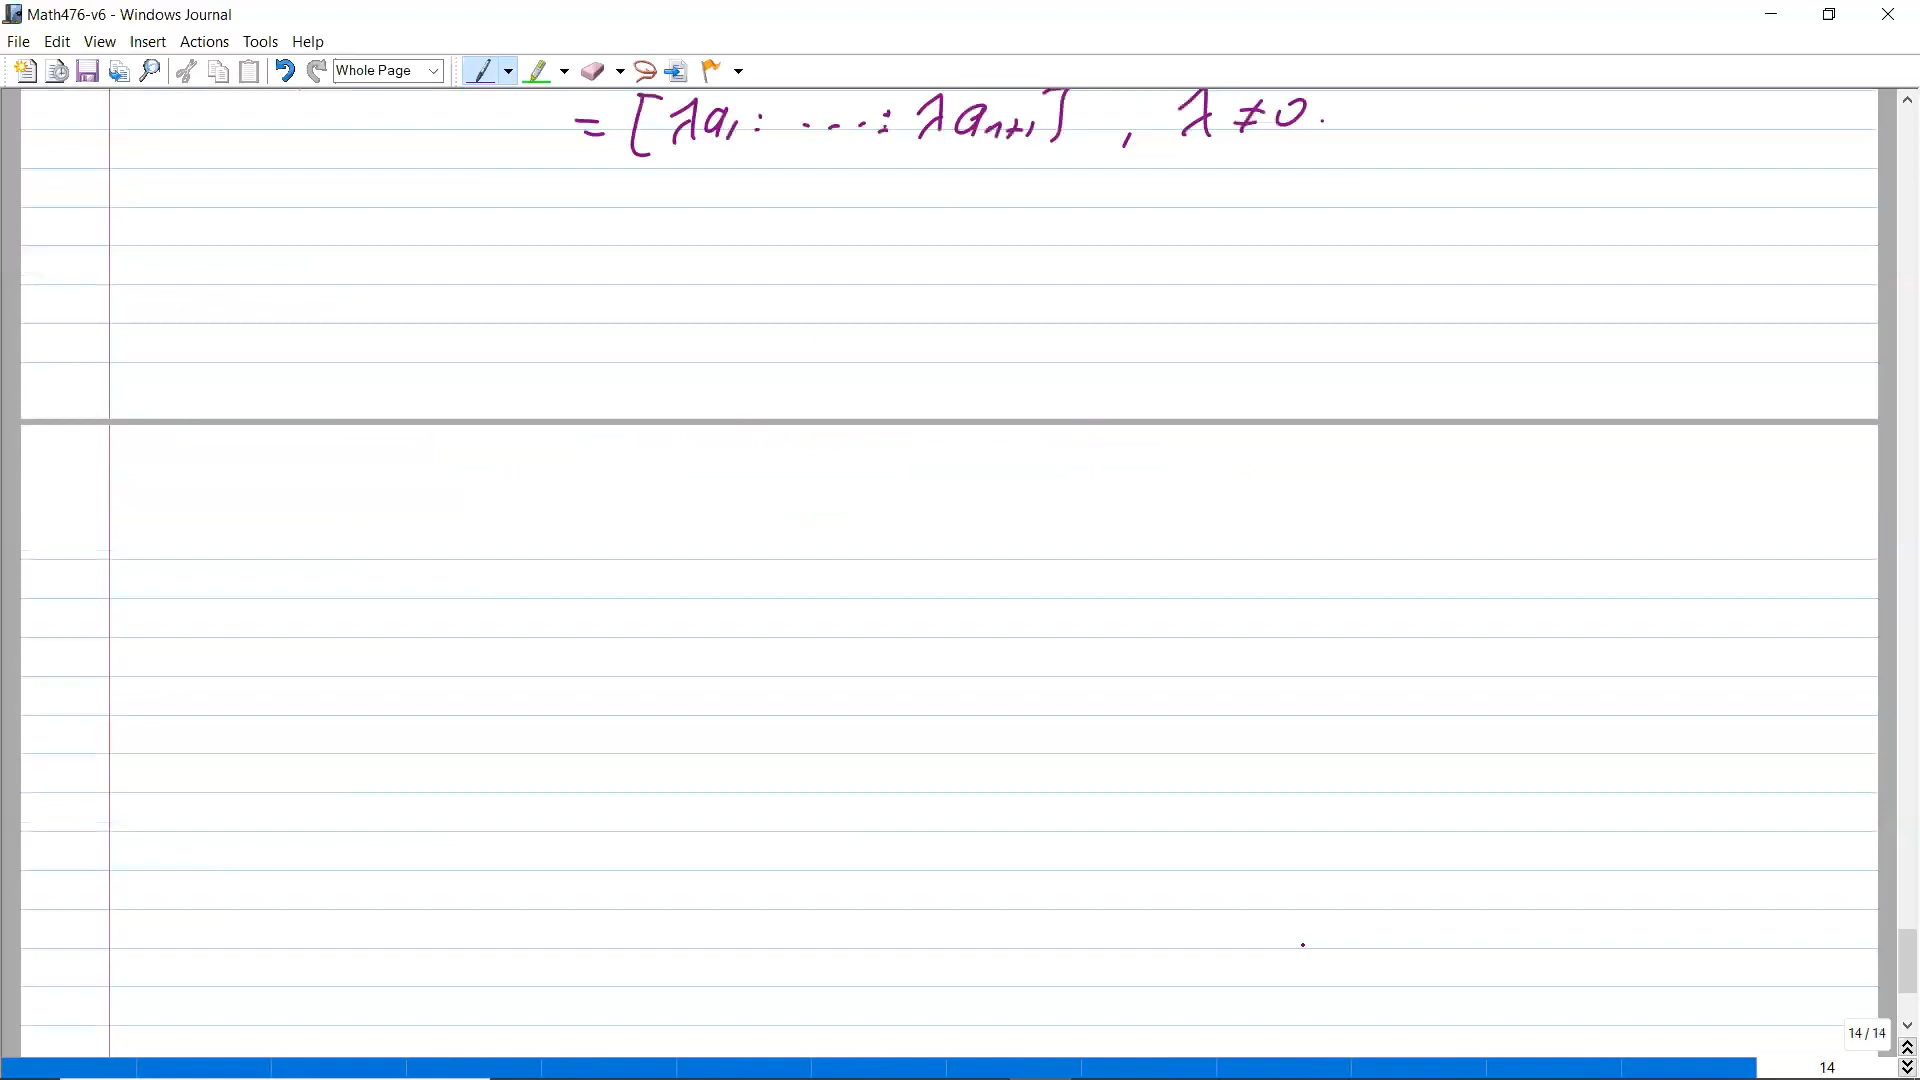 Math476-v6 - Windows Journal
File Edit View Insert Actions Tools Help
Whole Page
= [λa₁ : ... : λaₙ₊₁] , λ ≠ 0.
14 / 14
14